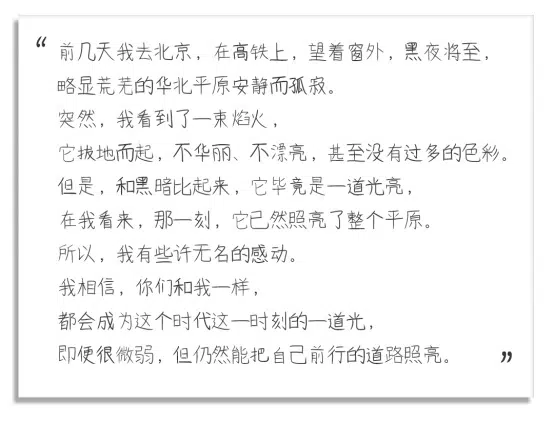 “前几天我去北京，在高铁上，望着窗外，黑夜将至，
略显荒芜的华北平原安静而孤寂。
突然，我看到了一束焰火，
它拔地而起，不华丽、不漂亮，甚至没有过多的色彩。
但是，和黑暗比起来，它毕竟是一道光亮，
在我看来，那一刻，它已然照亮了整个平原。
所以，我有些许无名的感动。
我相信，你们和我一样，
都会成为这个时代这一时刻的一道光，
即便很微弱，但仍然能把自己前行的道路照亮。”